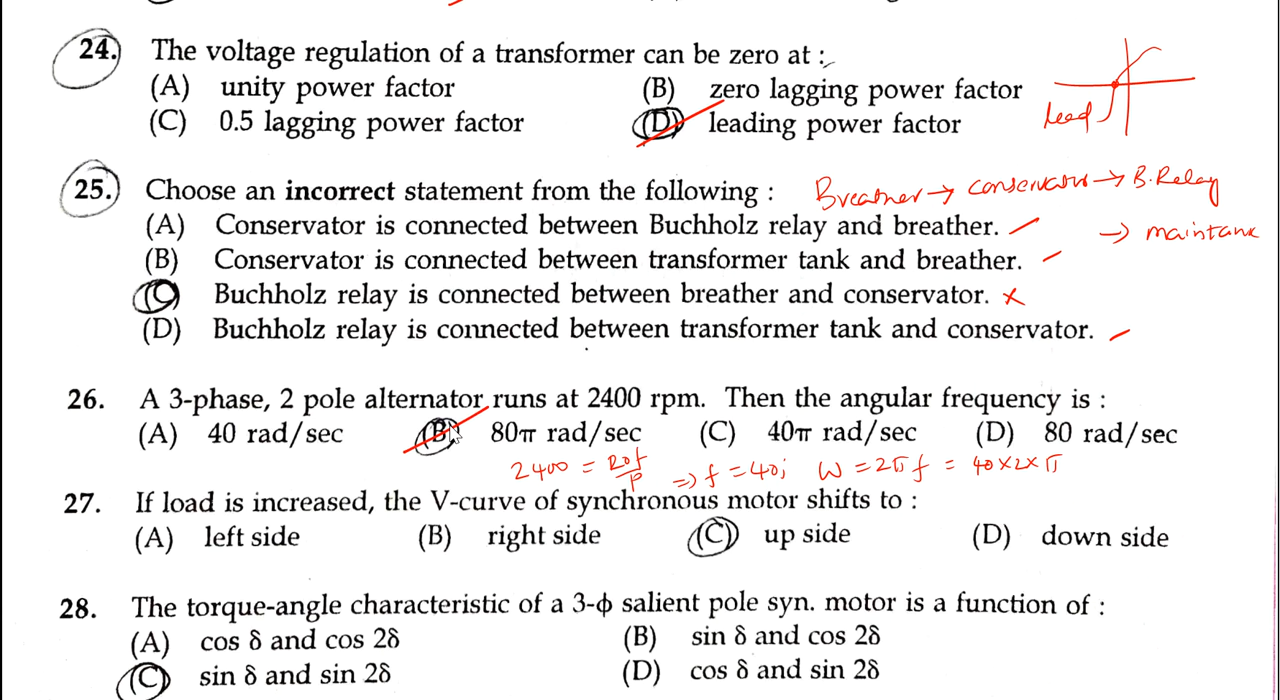 24. The voltage regulation of a transformer can be zero at :
(A) unity power factor (B) zero lagging power factor
(C) 0.5 lagging power factor (D) leading power factor
Lead
25. Choose an incorrect statement from the following : Breather → conservator → B.Relay
(A) Conservator is connected between Buchholz relay and breather. → maintank
(B) Conservator is connected between transformer tank and breather.
(C) Buchholz relay is connected between breather and conservator. ×
(D) Buchholz relay is connected between transformer tank and conservator.
26. A 3-phase, 2 pole alternator runs at 2400 rpm. Then the angular frequency is :
(A) 40 rad/sec (B) 80π rad/sec (C) 40π rad/sec (D) 80 rad/sec
2400 = 120f/P ⇒ f = 40; W = 2πf = 40×2×π
27. If load is increased, the V-curve of synchronous motor shifts to :
(A) left side (B) right side (C) up side (D) down side
28. The torque-angle characteristic of a 3-ϕ salient pole syn. motor is a function of :
(A) cos δ and cos 2δ (B) sin δ and cos 2δ
(C) sin δ and sin 2δ (D) cos δ and sin 2δ